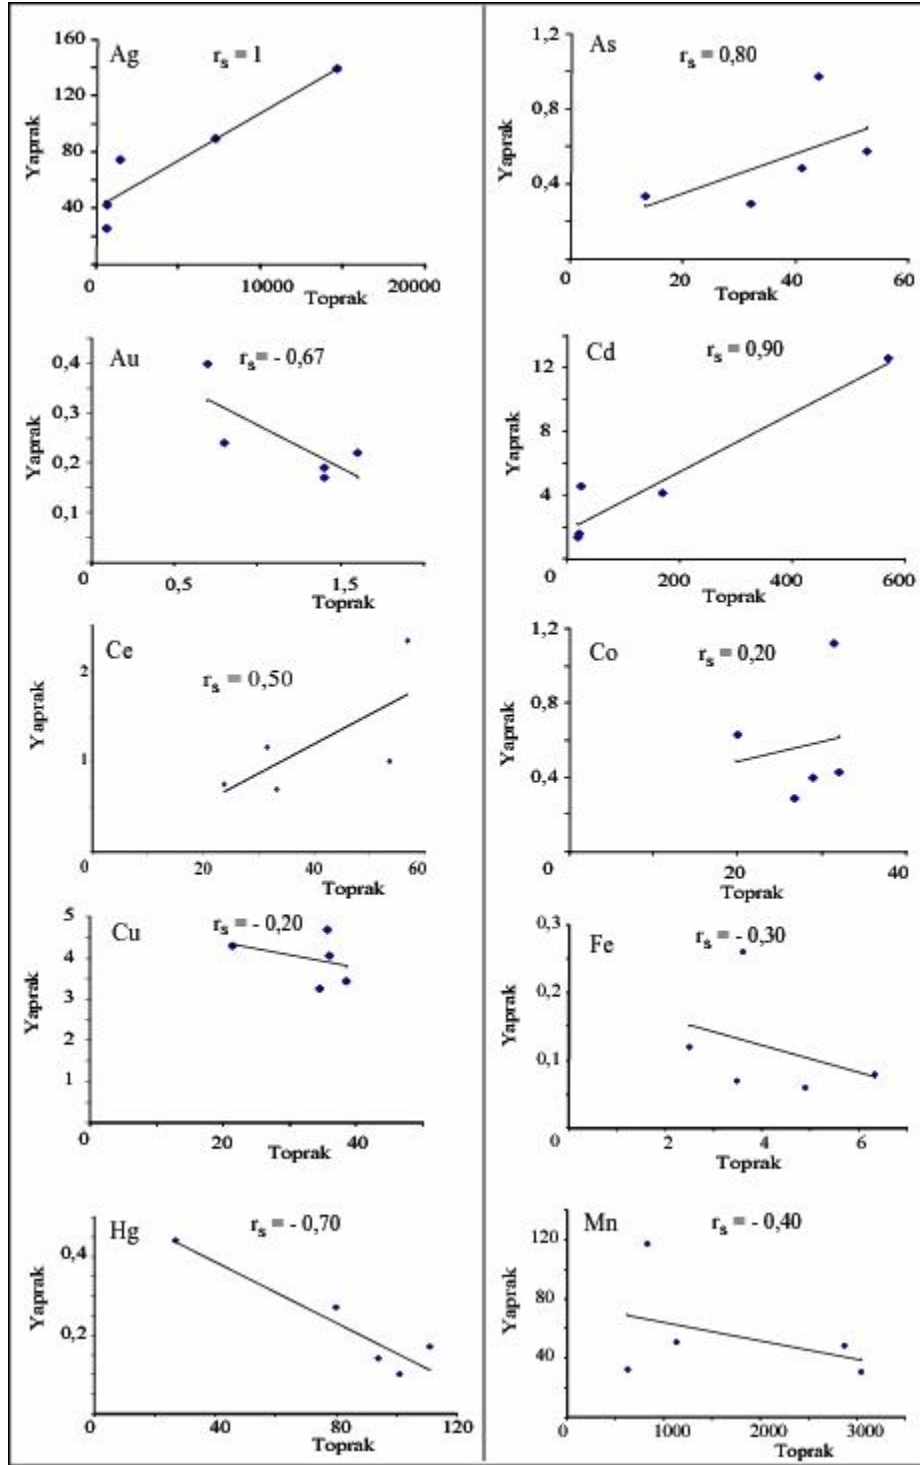 Ag
rs = 1
Yaprak
160
120
80
40
0
10000
20000
Toprak
As
rs = 0,80
Yaprak
1,2
0,8
0,4
0
20
40
60
Toprak
Au
rs = - 0,67
Yaprak
0,4
0,3
0,2
0,1
0
0,5
1,5
Toprak
Cd
rs = 0,90
Yaprak
12
8
4
0
200
400
600
Toprak
Ce
rs = 0,50
Yaprak
2
1
0
20
40
60
Toprak
Co
rs = 0,20
Yaprak
1,2
0,8
0,4
0
20
40
Toprak
Cu
rs = - 0,20
Yaprak
5
4
3
2
1
0
20
40
Toprak
Fe
rs = - 0,30
Yaprak
0,3
0,2
0,1
0
2
4
6
Toprak
Hg
rs = - 0,70
Yaprak
0,4
0,2
0
40
80
120
Toprak
Mn
rs = - 0,40
Yaprak
120
80
40
0
1000
2000
3000
Toprak